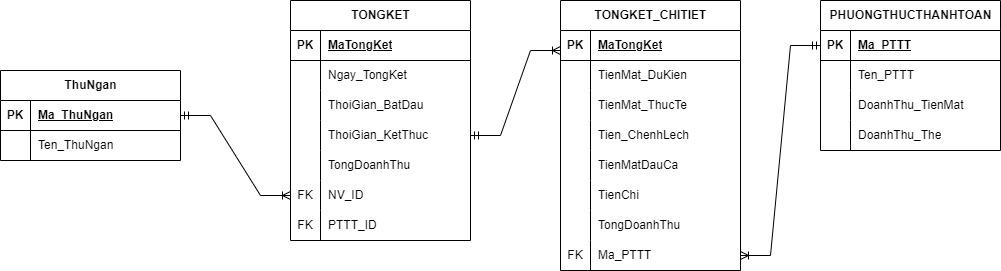 ThuNgan
PK Ma_ThuNgan
Ten_ThuNgan
TONGKET
PK MaTongKet
Ngay_TongKet
ThoiGian_BatDau
ThoiGian_KetThuc
TongDoanhThu
FK NV_ID
FK PTTT_ID
TONGKET_CHITIET
PK MaTongKet
TienMat_DuKien
TienMat_ThucTe
Tien_ChenhLech
TienMatDauCa
TienChi
TongDoanhThu
FK Ma_PTTT
PHUONGTHUCTHANHTOAN
PK Ma_PTTT
Ten_PTTT
DoanhThu_TienMat
DoanhThu_The